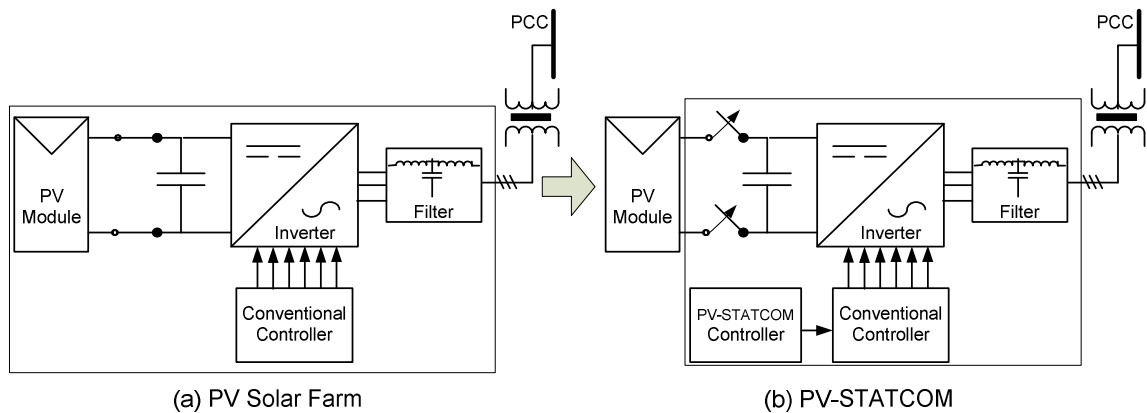 PCC
PV
Module
Inverter
Filter
Conventional
Controller
(a) PV Solar Farm
PCC
PV
Module
Inverter
Filter
PV-STATCOM
Controller
Conventional
Controller
(b) PV-STATCOM